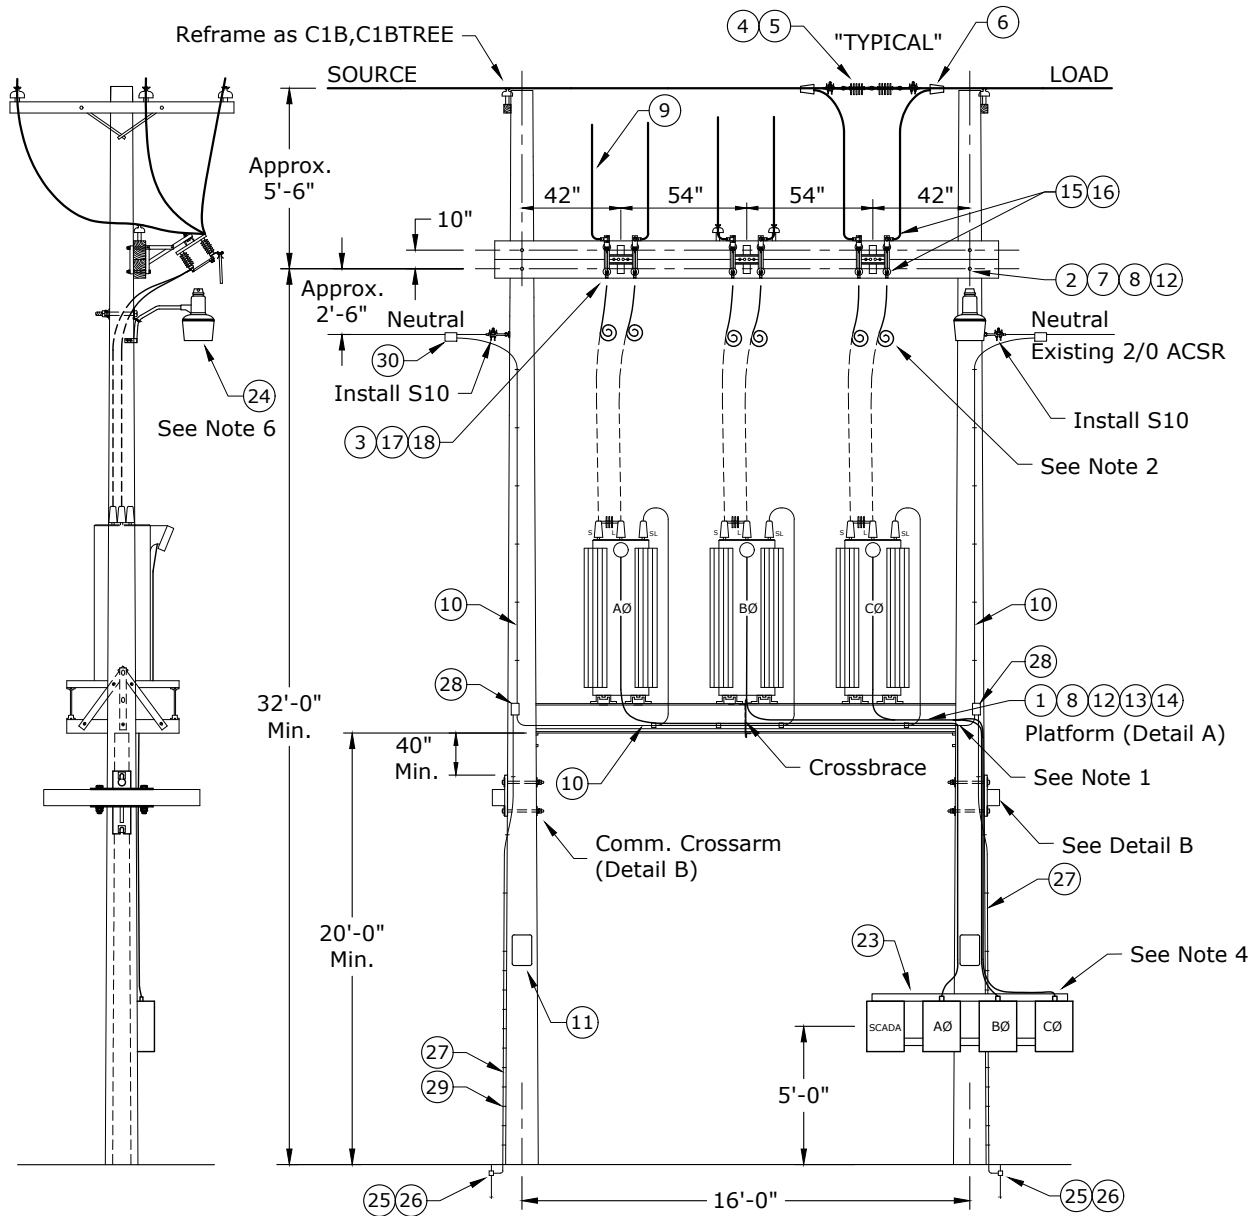 Reframe as C1B,C1BTREE
4 5
"TYPICAL"
6
SOURCE
LOAD
9
Approx.
5'-6"
42"
54"
54"
42"
15 16
10"
2 7 8 12
Approx.
2'-6"
Neutral
Neutral
Existing 2/0 ACSR
30
Install S10
Install S10
24
See Note 6
3 17 18
See Note 2
S
L
SL
S
L
SL
S
L
SL
AØ
BØ
CØ
10
10
28
28
1 8 12 13 14
Platform (Detail A)
32'-0"
Min.
40"
Min.
10
Crossbrace
See Note 1
Comm. Crossarm
(Detail B)
See Detail B
27
20'-0"
Min.
23
See Note 4
11
SCADA
AØ
BØ
CØ
27
29
5'-0"
25 26
16'-0"
25 26